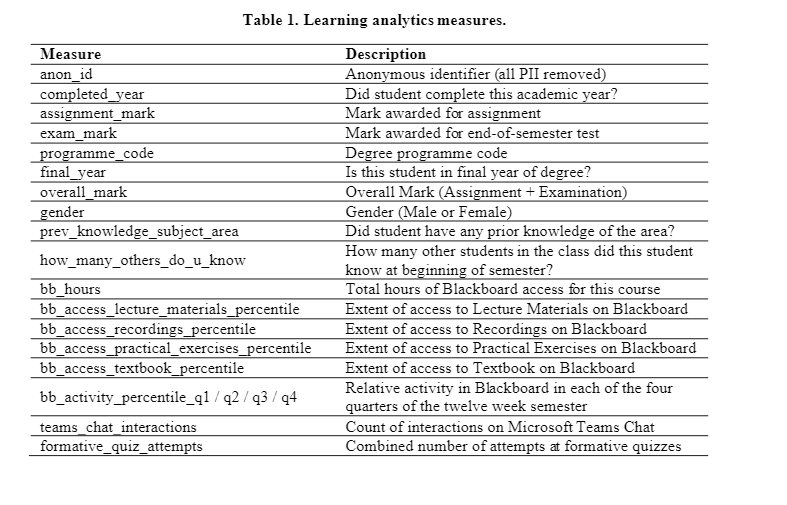 Table 1. Learning analytics measures.
Measure Description
anon_id Anonymous identifier (all PII removed)
completed_year Did student complete this academic year?
assignment_mark Mark awarded for assignment
exam_mark Mark awarded for end-of-semester test
programme_code Degree programme code
final_year Is this student in final year of degree?
overall_mark Overall Mark (Assignment + Examination)
gender Gender (Male or Female)
prev_knowledge_subject_area Did student have any prior knowledge of the area?
how_many_others_do_u_know How many other students in the class did this student
know at beginning of semester?
bb_hours Total hours of Blackboard access for this course
bb_access_lecture_materials_percentile Extent of access to Lecture Materials on Blackboard
bb_access_recordings_percentile Extent of access to Recordings on Blackboard
bb_access_practical_exercises_percentile Extent of access to Practical Exercises on Blackboard
bb_access_textbook_percentile Extent of access to Textbook on Blackboard
bb_activity_percentile_q1 / q2 / q3 / q4 Relative activity in Blackboard in each of the four
quarters of the twelve week semester
teams_chat_interactions Count of interactions on Microsoft Teams Chat
formative_quiz_attempts Combined number of attempts at formative quizzes